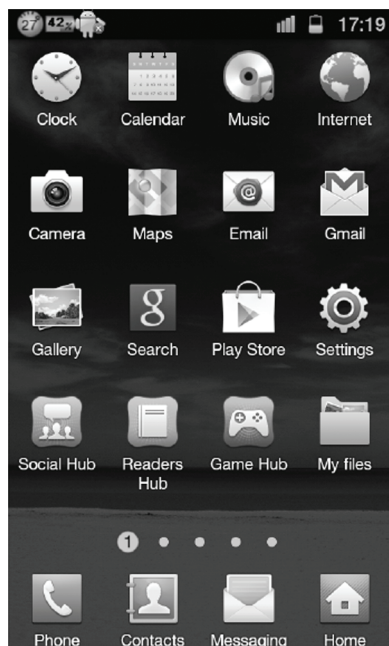 27 42% 17:19
Clock Calendar Music Internet
Camera Maps Email Gmail
Gallery Search Play Store Settings
Social Hub Readers Game Hub My files
Hub
1
Phone Contacts Messaging Home